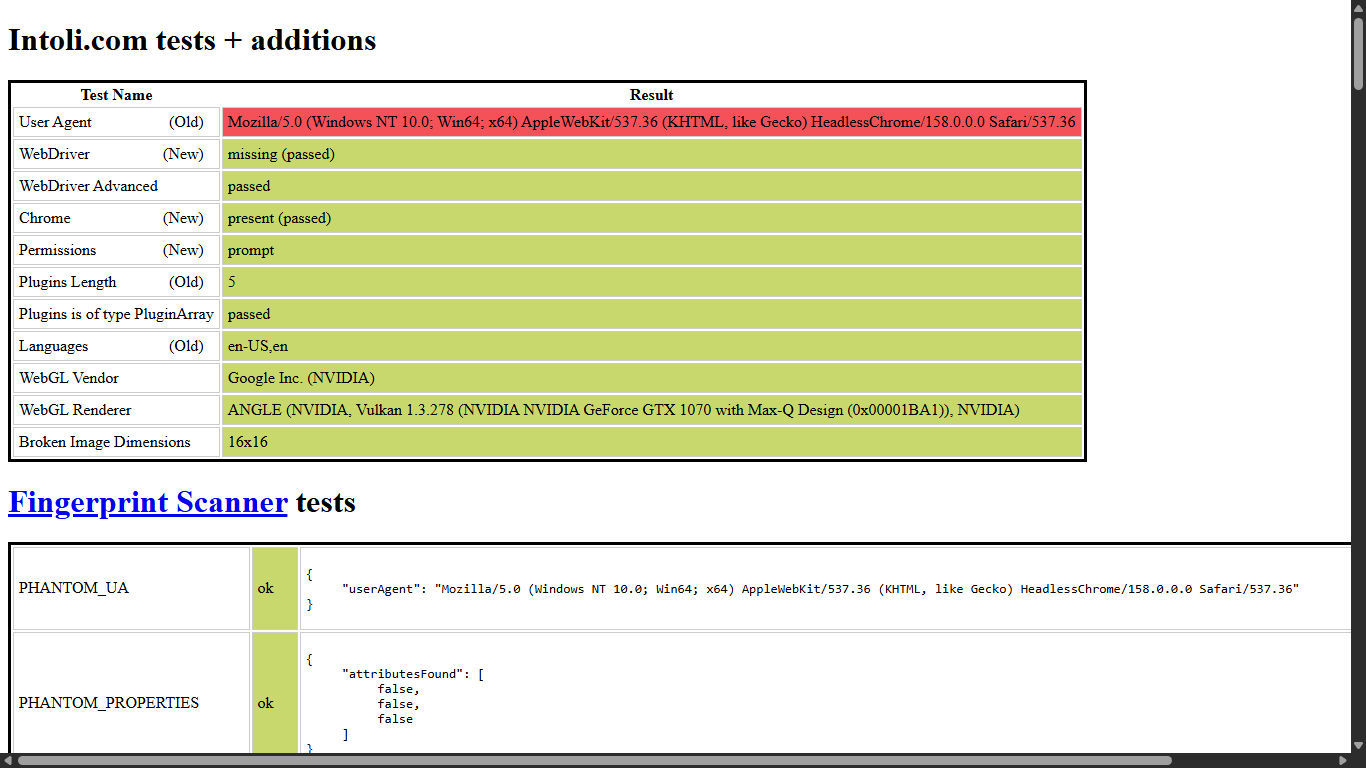 Intoli.com tests + additions
Test Name Result
User Agent (Old) Mozilla/5.0 (Windows NT 10.0; Win64; x64) AppleWebKit/537.36 (KHTML, like Gecko) HeadlessChrome/158.0.0.0 Safari/537.36
WebDriver (New) missing (passed)
WebDriver Advanced passed
Chrome (New) present (passed)
Permissions (New) prompt
Plugins Length (Old) 5
Plugins is of type PluginArray passed
Languages (Old) en-US,en
WebGL Vendor Google Inc. (NVIDIA)
WebGL Renderer ANGLE (NVIDIA, Vulkan 1.3.278 (NVIDIA NVIDIA GeForce GTX 1070 with Max-Q Design (0x00001BA1)), NVIDIA)
Broken Image Dimensions 16x16
Fingerprint Scanner tests
{
PHANTOM_UA ok "userAgent": "Mozilla/5.0 (Windows NT 10.0; Win64; x64) AppleWebKit/537.36 (KHTML, like Gecko) HeadlessChrome/158.0.0.0 Safari/537.36"
}
{
"attributesFound": [
false,
PHANTOM_PROPERTIES ok false,
false
]
}